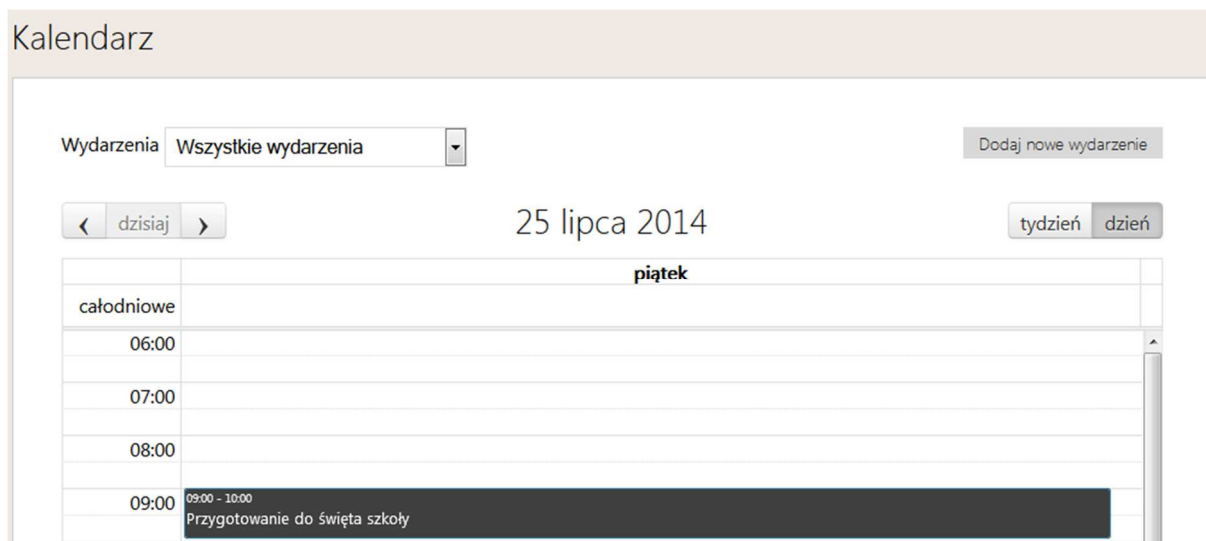 Kalendarz
Wydarzenia Wszystkie wydarzenia Dodaj nowe wydarzenie
dzisiaj 25 lipca 2014 tydzień dzień
piątek
całodniowe
06:00
07:00
08:00
09:00 09:00 - 10:00
Przygotowanie do święta szkoły